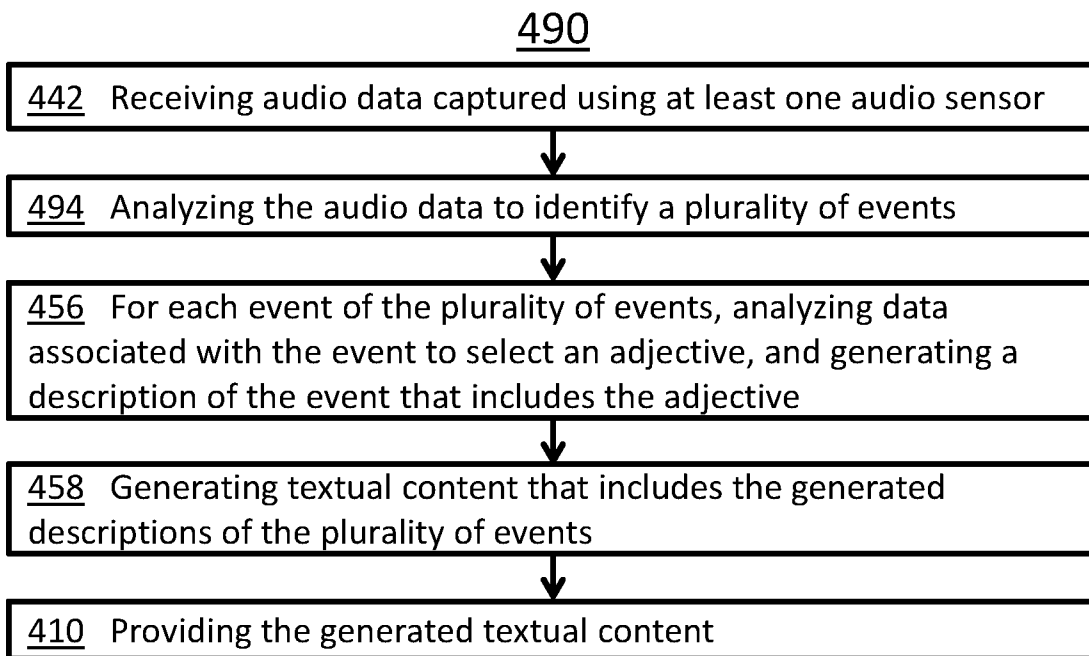 490
442 Receiving audio data captured using at least one audio sensor
494 Analyzing the audio data to identify a plurality of events
456 For each event of the plurality of events, analyzing data
associated with the event to select an adjective, and generating a
description of the event that includes the adjective
458 Generating textual content that includes the generated
descriptions of the plurality of events
410 Providing the generated textual content